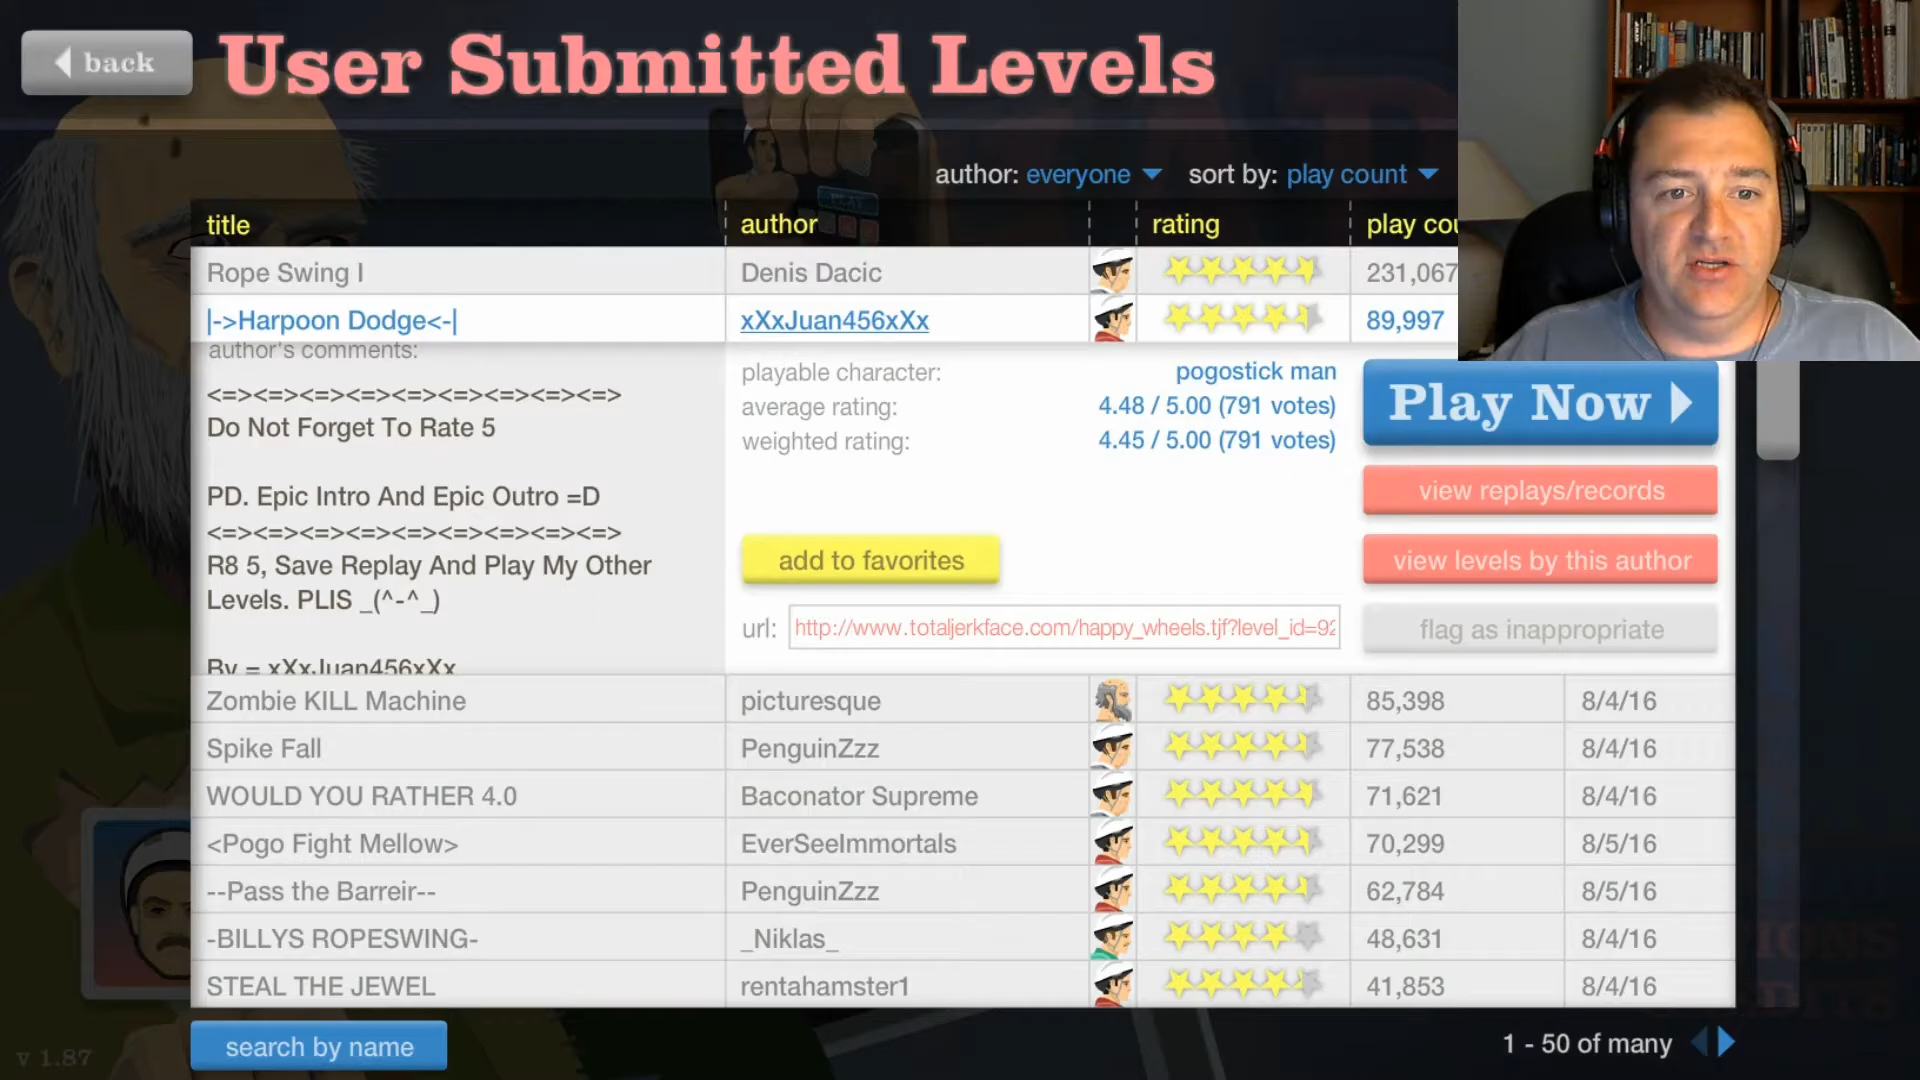 back
User Submitted Levels
author: everyone sort by: play count
title author rating play cou
Rope Swing I Denis Dacic 231,067
|->Harpoon Dodge<-| xXxJuan456xXx 89,997
author's comments:
<=><=><=><=><=><=><=><=><=>
Do Not Forget To Rate 5
PD. Epic Intro And Epic Outro =D
<=><=><=><=><=><=><=><=><=>
R8 5, Save Replay And Play My Other
Levels. PLIS _(^-^_)
By = xXxJuan456xXx
playable character: pogostick man
average rating: 4.48 / 5.00 (791 votes)
weighted rating: 4.45 / 5.00 (791 votes)
add to favorites
url: http://www.totaljerkface.com/happy_wheels.tjf?level_id=92
Play Now
view replays/records
view levels by this author
flag as inappropriate
Zombie KILL Machine picturesque 85,398 8/4/16
Spike Fall PenguinZzz 77,538 8/4/16
WOULD YOU RATHER 4.0 Baconator Supreme 71,621 8/4/16
<Pogo Fight Mellow> EverSeeImmortals 70,299 8/5/16
--Pass the Barreir-- PenguinZzz 62,784 8/5/16
-BILLYS ROPESWING- _Niklas_ 48,631 8/4/16
STEAL THE JEWEL rentahamster1 41,853 8/4/16
search by name
1 - 50 of many
v 1.87